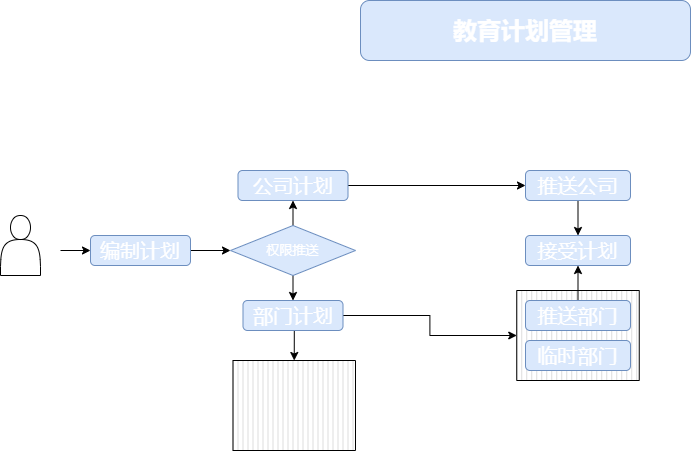 教育计划管理
公司计划
推送公司
编制计划
权限推送
接受计划
部门计划
推送部门
临时部门